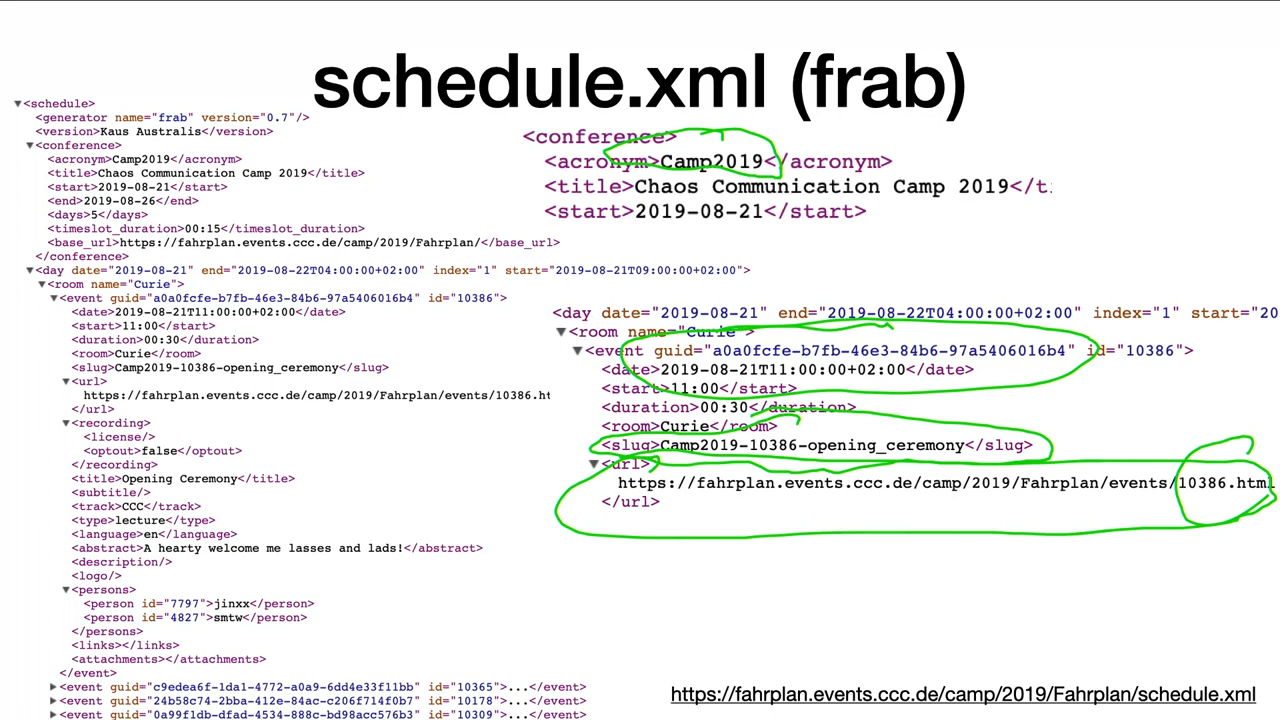 schedule.xml (frab)
▼<schedule>
<generator name="frab" version="0.7"/>
<version>Kaus Australis</version>
▼<conference>
<acronym>Camp2019</acronym>
<title>Chaos Communication Camp 2019</title>
<start>2019-08-21</start>
<end>2019-08-26</end>
<days>5</days>
<timeslot_duration>00:15</timeslot_duration>
<base_url>https://fahrplan.events.ccc.de/camp/2019/Fahrplan/</base_url>
</conference>
▼<day date="2019-08-21" end="2019-08-22T04:00:00+02:00" index="1" start="2019-08-21T09:00:00+02:00">
▼<room name="Curie">
▼<event guid="a0a0fcfe-b7fb-46e3-84b6-97a5406016b4" id="10386">
<date>2019-08-21T11:00:00+02:00</date>
<start>11:00</start>
<duration>00:30</duration>
<room>Curie</room>
<slug>Camp2019-10386-opening_ceremony</slug>
▼<url>
https://fahrplan.events.ccc.de/camp/2019/Fahrplan/events/10386.ht
</url>
▼<recording>
<license/>
<optout>false</optout>
</recording>
<title>Opening Ceremony</title>
<subtitle/>
<track>CCC</track>
<type>lecture</type>
<language>en</language>
<abstract>A hearty welcome me lasses and lads!</abstract>
<description/>
<logo/>
▼<persons>
<person id="7797">jinxx</person>
<person id="4827">smtw</person>
</persons>
<links></links>
<attachments></attachments>
</event>
▶<event guid="c9edea6f-1da1-4772-a0a9-6dd4e33f11bb" id="10365">...</event>
▶<event guid="24b58c74-2bba-412e-84ac-c206f714f0b7" id="10178">...</event>
▶<event guid="0a99f1db-dfad-4534-888c-bd98acc576b3" id="10309">...</event>
<conference>
<acronym>Camp2019</acronym>
<title>Chaos Communication Camp 2019</t
<start>2019-08-21</start>
<day date="2019-08-21" end="2019-08-22T04:00:00+02:00" index="1" start="20
▼<room name="Curie">
▼<event guid="a0a0fcfe-b7fb-46e3-84b6-97a5406016b4" id="10386">
<date>2019-08-21T11:00:00+02:00</date>
<start>11:00</start>
<duration>00:30</duration>
<room>Curie</room>
<slug>Camp2019-10386-opening_ceremony</slug>
▼<url>
https://fahrplan.events.ccc.de/camp/2019/Fahrplan/events/10386.html
</url>
https://fahrplan.events.ccc.de/camp/2019/Fahrplan/schedule.xml